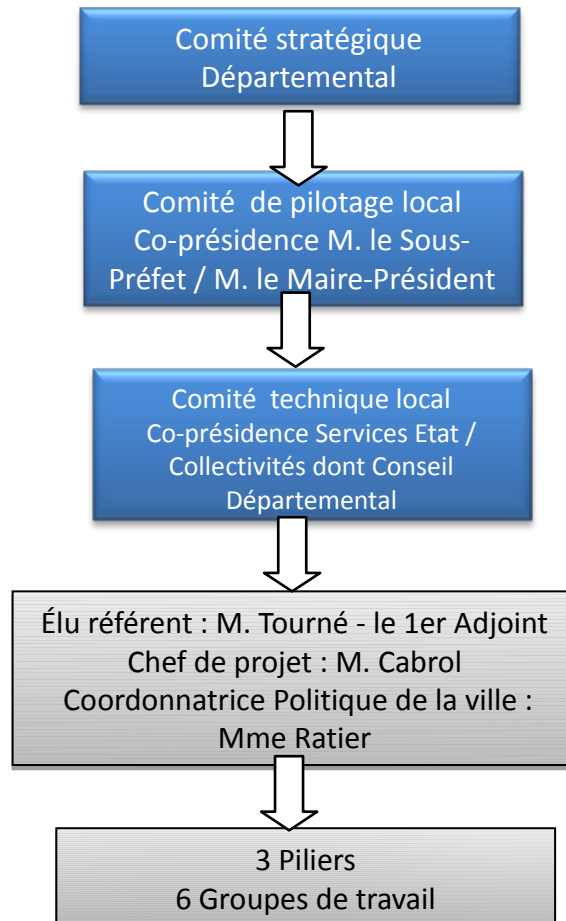 Comité stratégique
Départemental
Comité de pilotage local
Co-présidence M. le Sous-
Préfet / M. le Maire-Président
Comité technique local
Co-présidence Services Etat /
Collectivités dont Conseil
Départemental
Élu référent : M. Tourné - le 1er Adjoint
Chef de projet : M. Cabrol
Coordonnatrice Politique de la ville :
Mme Ratier
3 Piliers
6 Groupes de travail